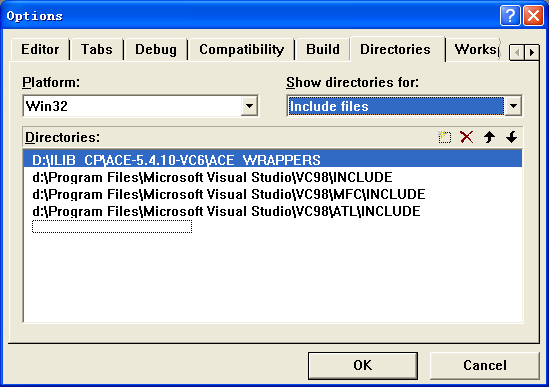 Options
Editor Tabs Debug Compatibility Build Directories Works
Platform: Show directories for:
Win32 Include files
Directories:
D:\ILIB_CP\ACE-5.4.10-VC6\ACE_WRAPPERS
d:\Program Files\Microsoft Visual Studio\VC98\INCLUDE
d:\Program Files\Microsoft Visual Studio\VC98\MFC\INCLUDE
d:\Program Files\Microsoft Visual Studio\VC98\ATL\INCLUDE
OK Cancel